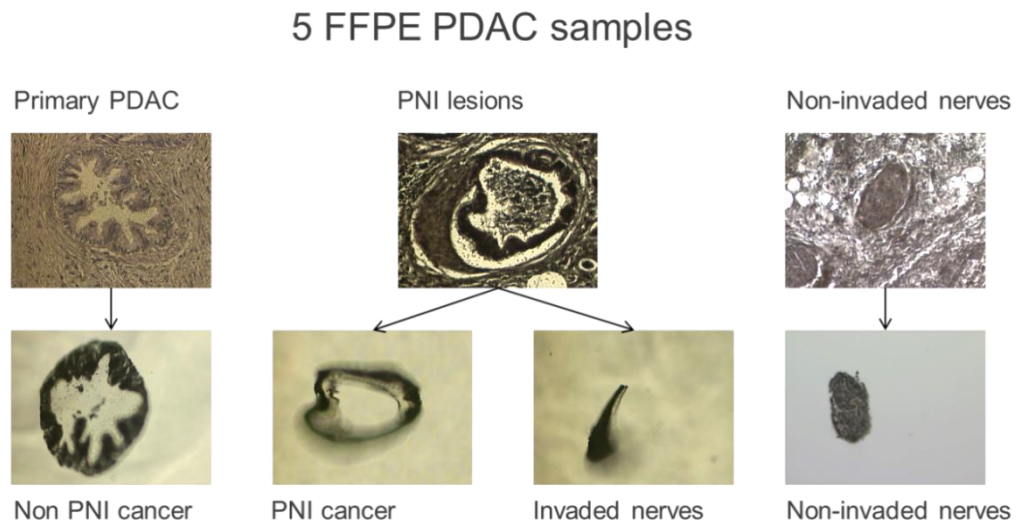 5 FFPE PDAC samples
Primary PDAC
PNI lesions
Non-invaded nerves
Non PNI cancer
PNI cancer
Invaded nerves
Non-invaded nerves